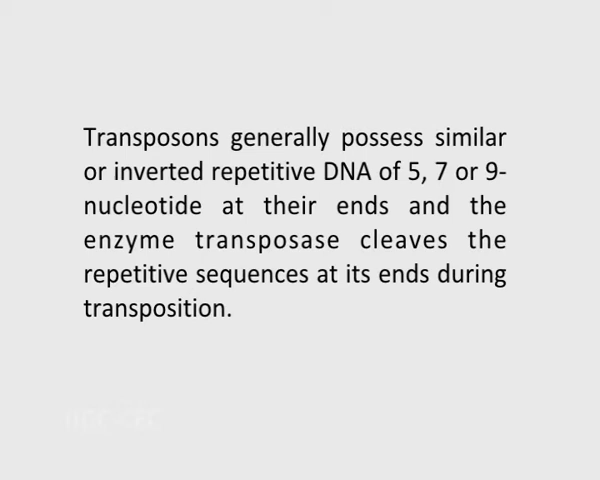 Transposons generally possess similar
or inverted repetitive DNA of 5, 7 or 9-
nucleotide at their ends and the
enzyme transposase cleaves the
repetitive sequences at its ends during
transposition.